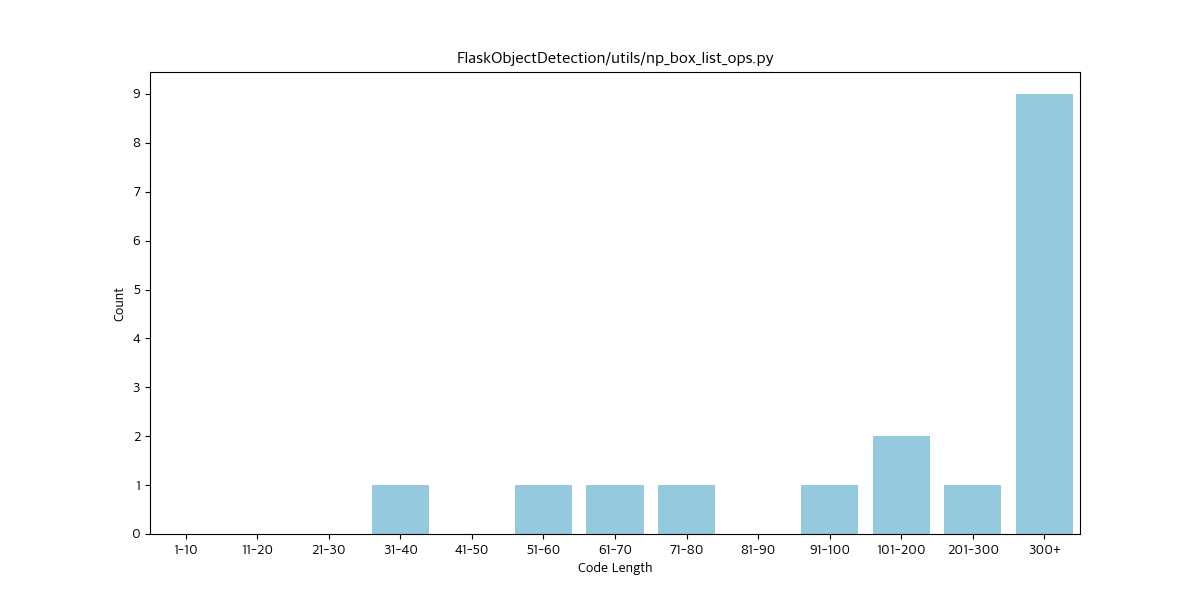 FlaskObjectDetection/utils/np_box_list_ops.py
Count
9
8
7
6
5
4
3
2
1
0
1-10 11-20 21-30 31-40 41-50 51-60 61-70 71-80 81-90 91-100 101-200 201-300 300+
Code Length